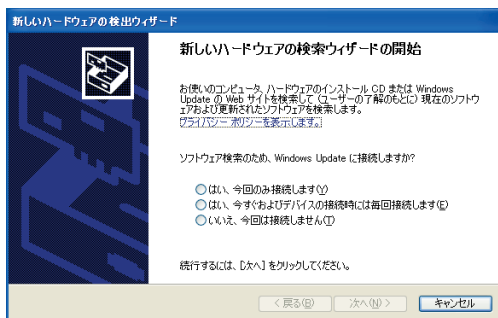 新しいハードウェアの検出ウィザード
新しいハードウェアの検索ウィザードの開始
お使いのコンピュータ、ハードウェアのインストール CD または Windows
Update の Web サイトを検索して (ユーザーの了解のもとに) 現在のソフトウ
ェアおよび更新されたソフトウェアを検索します。
プライバシー ポリシーを表示します。
ソフトウェア検索のため、Windows Update に接続しますか?
はい、今回のみ接続します(Y)
はい、今すぐおよびデバイスの接続時には毎回接続します(E)
いいえ、今回は接続しません(T)
続行するには、[次へ] をクリックしてください。
< 戻る(B) 次へ(N) > キャンセル